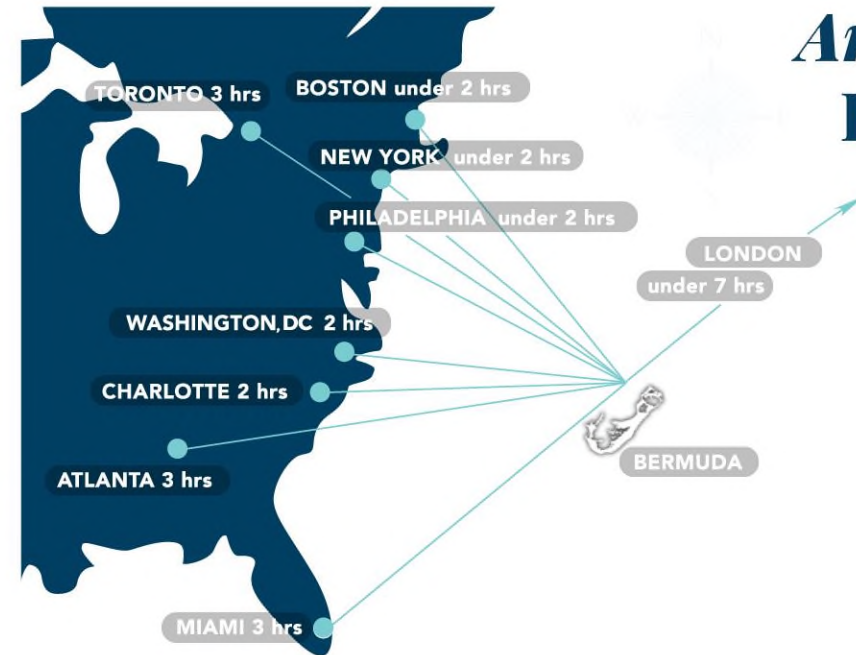 TORONTO 3 hrs
BOSTON under 2 hrs
NEW YORK under 2 hrs
PHILADELPHIA under 2 hrs
LONDON
under 7 hrs
WASHINGTON,DC 2 hrs
CHARLOTTE 2 hrs
ATLANTA 3 hrs
BERMUDA
MIAMI 3 hrs